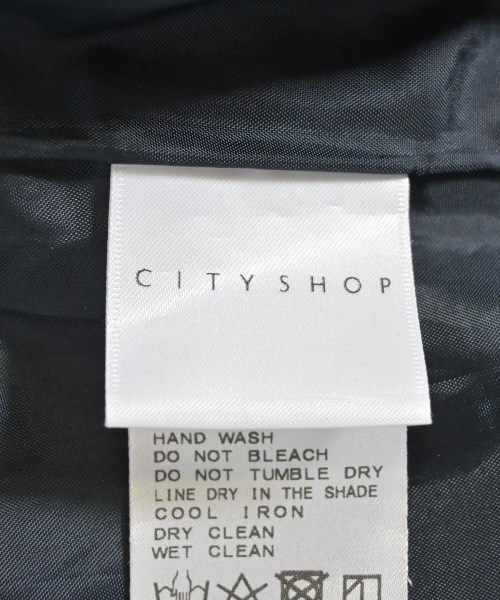 CITYSHOP
HAND WASH
DO NOT BLEACH
DO NOT TUMBLE DRY
LINE DRY IN THE SHADE
COOL IRON
DRY CLEAN
WET CLEAN